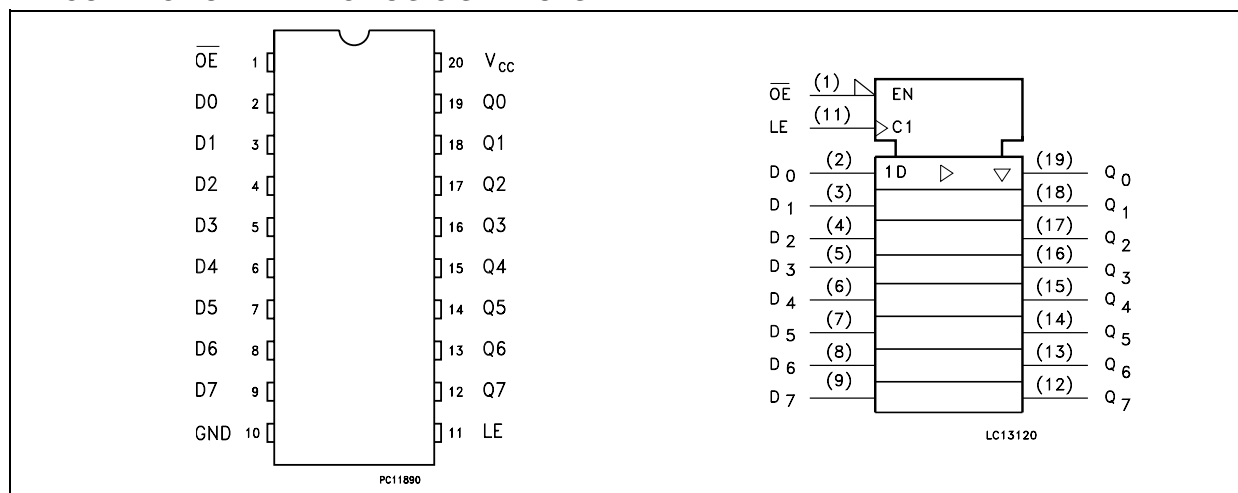 O̅E̅ 1 20 VCC
D0 2 19 Q0
D1 3 18 Q1
D2 4 17 Q2
D3 5 16 Q3
D4 6 15 Q4
D5 7 14 Q5
D6 8 13 Q6
D7 9 12 Q7
GND 10 11 LE
PC11890
O̅E̅ (1) EN
LE (11) C1
D0 (2) 1D (19) Q0
D1 (3) (18) Q1
D2 (4) (17) Q2
D3 (5) (16) Q3
D4 (6) (15) Q4
D5 (7) (14) Q5
D6 (8) (13) Q6
D7 (9) (12) Q7
LC13120